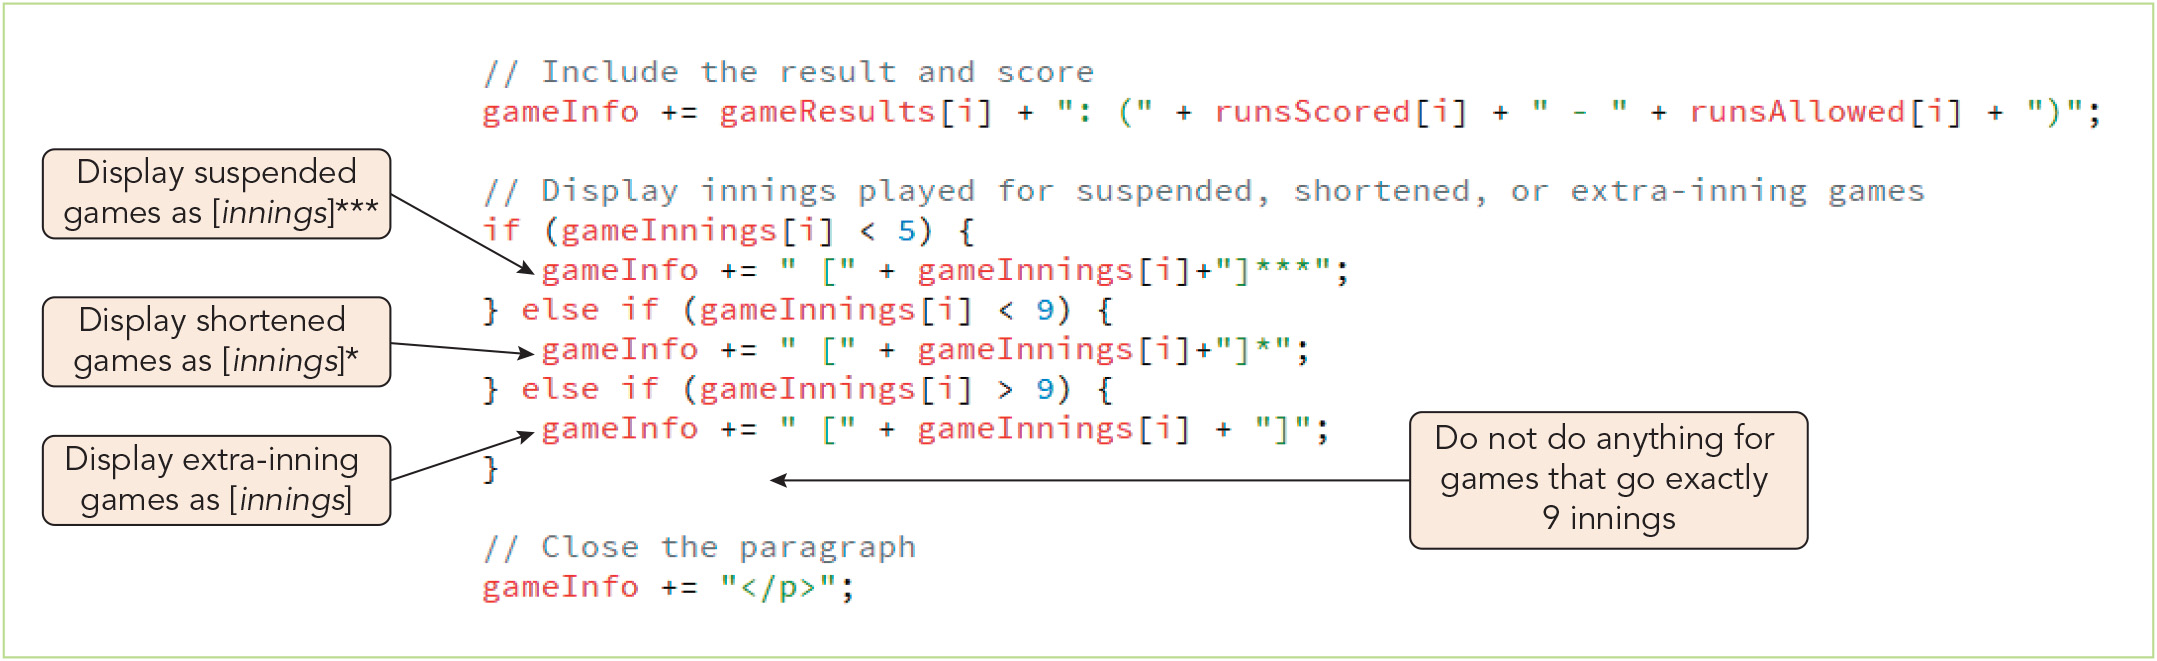 // Include the result and score
gameInfo += gameResults[i] + ": (" + runsScored[i] + " - " + runsAllowed[i] + ")";
Display suspended
games as [innings]***
// Display innings played for suspended, shortened, or extra-inning games
if (gameInnings[i] < 5) {
gameInfo += " [" + gameInnings[i]+"]***";
Display shortened
games as [innings]*
} else if (gameInnings[i] < 9) {
gameInfo += " [" + gameInnings[i]+"]*";
} else if (gameInnings[i] > 9) {
gameInfo += " [" + gameInnings[i] + "]";
}
Display extra-inning
games as [innings]
Do not do anything for
games that go exactly
9 innings
// Close the paragraph
gameInfo += "</p>";